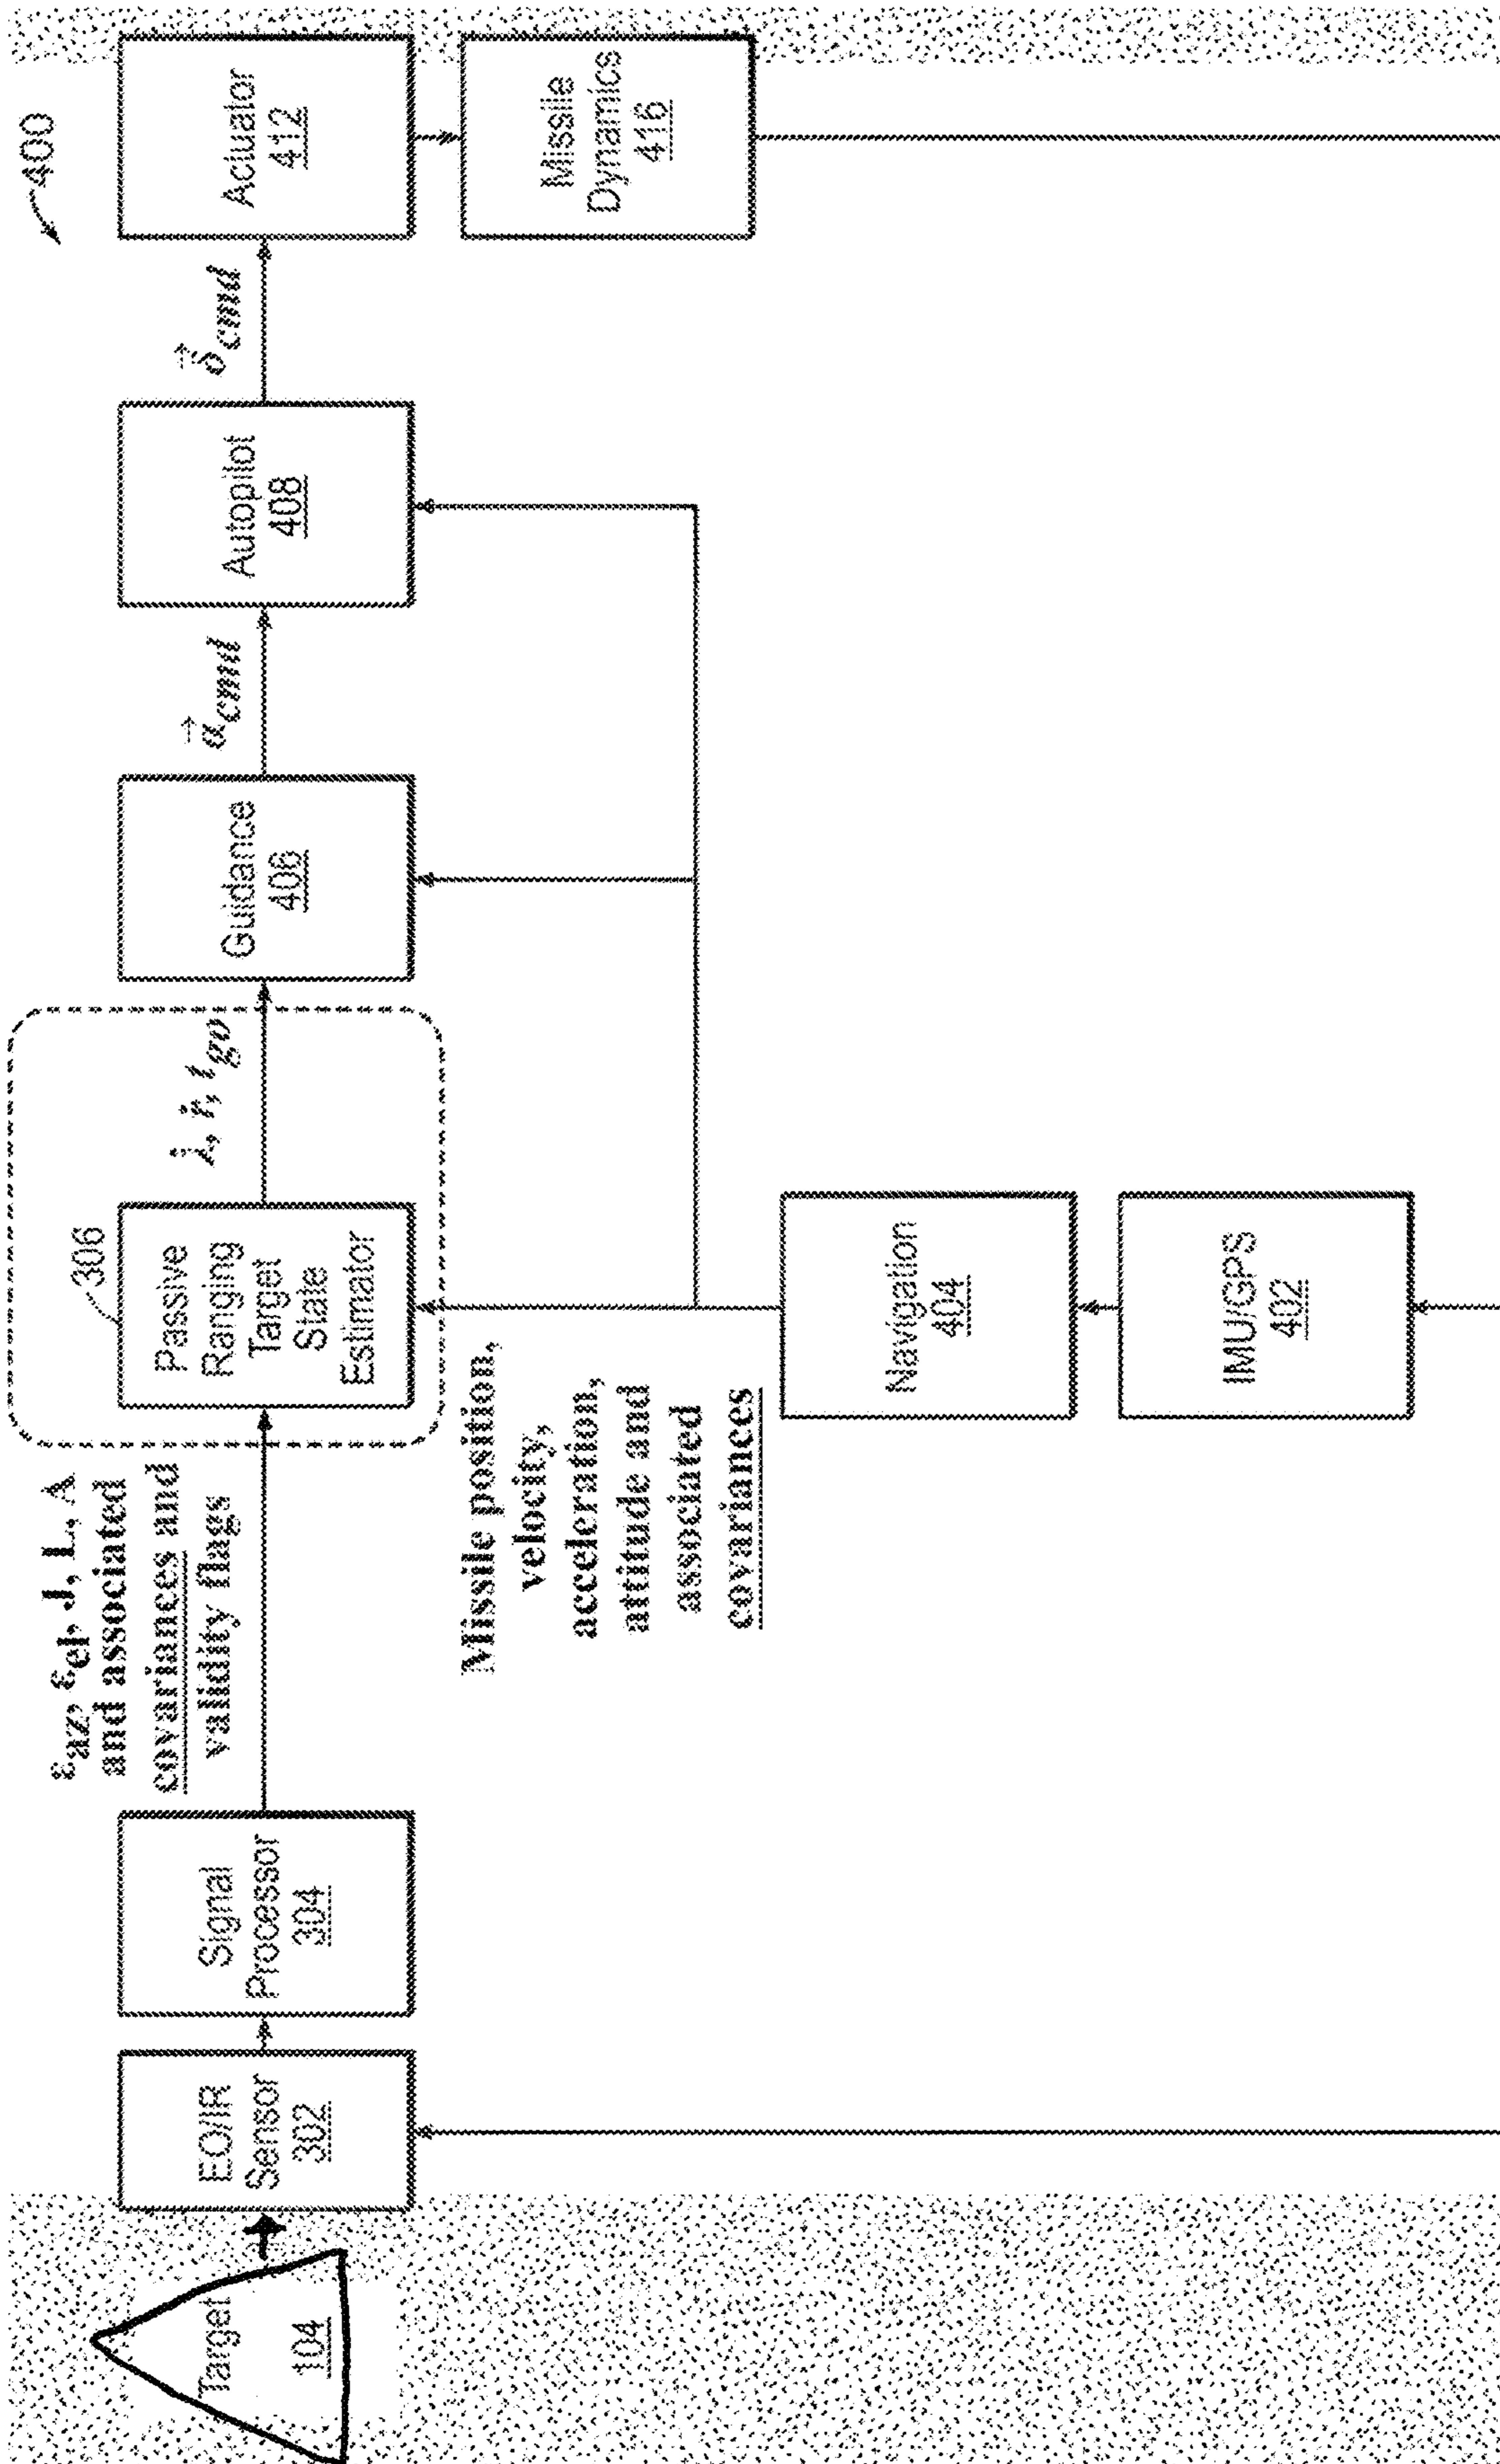 400
Target
104
EO/IR
Sensor
302
Signal
Processor
304
εaz, εel, J, L, A
and associated
covariances and
validity flags
306
Passive
Ranging
Target
State
Estimator
λ̇, ṙ, tgo
Guidance
406
a⃗cmd
Autopilot
408
δ⃗cmd
Actuator
412
Missile
Dynamics
416
Missile position,
velocity,
acceleration,
attitude and
associated
covariances
Navigation
404
IMU/GPS
402